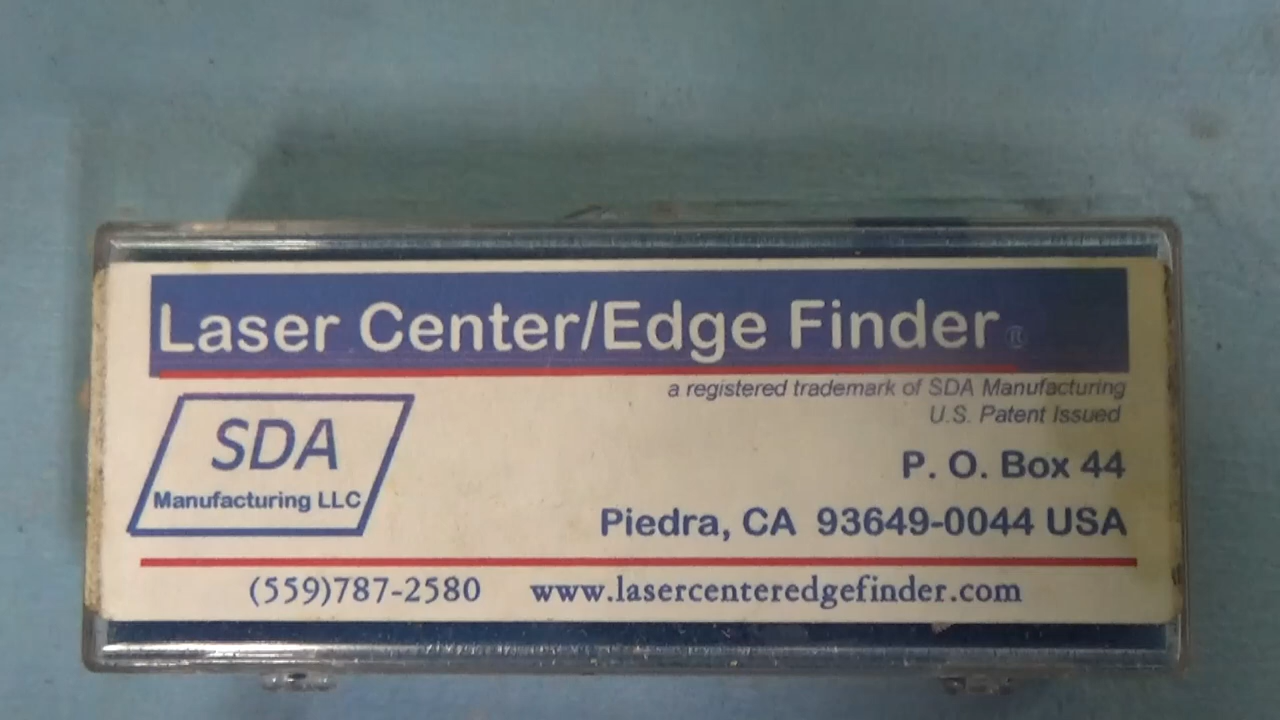 Laser Center/Edge Finder ®
a registered trademark of SDA Manufacturing
U.S. Patent Issued
SDA
Manufacturing LLC
P. O. Box 44
Piedra, CA 93649-0044 USA
(559)787-2580 www.lasercenteredgefinder.com